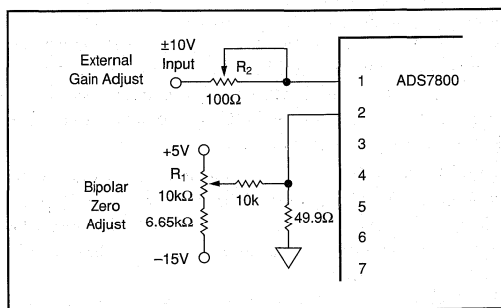 External
Gain Adjust
±10V
Input
R2
100Ω
1
ADS7800
2
3
4
5
6
7
+5V
R1
10kΩ
10k
6.65kΩ
49.9Ω
–15V
Bipolar
Zero
Adjust